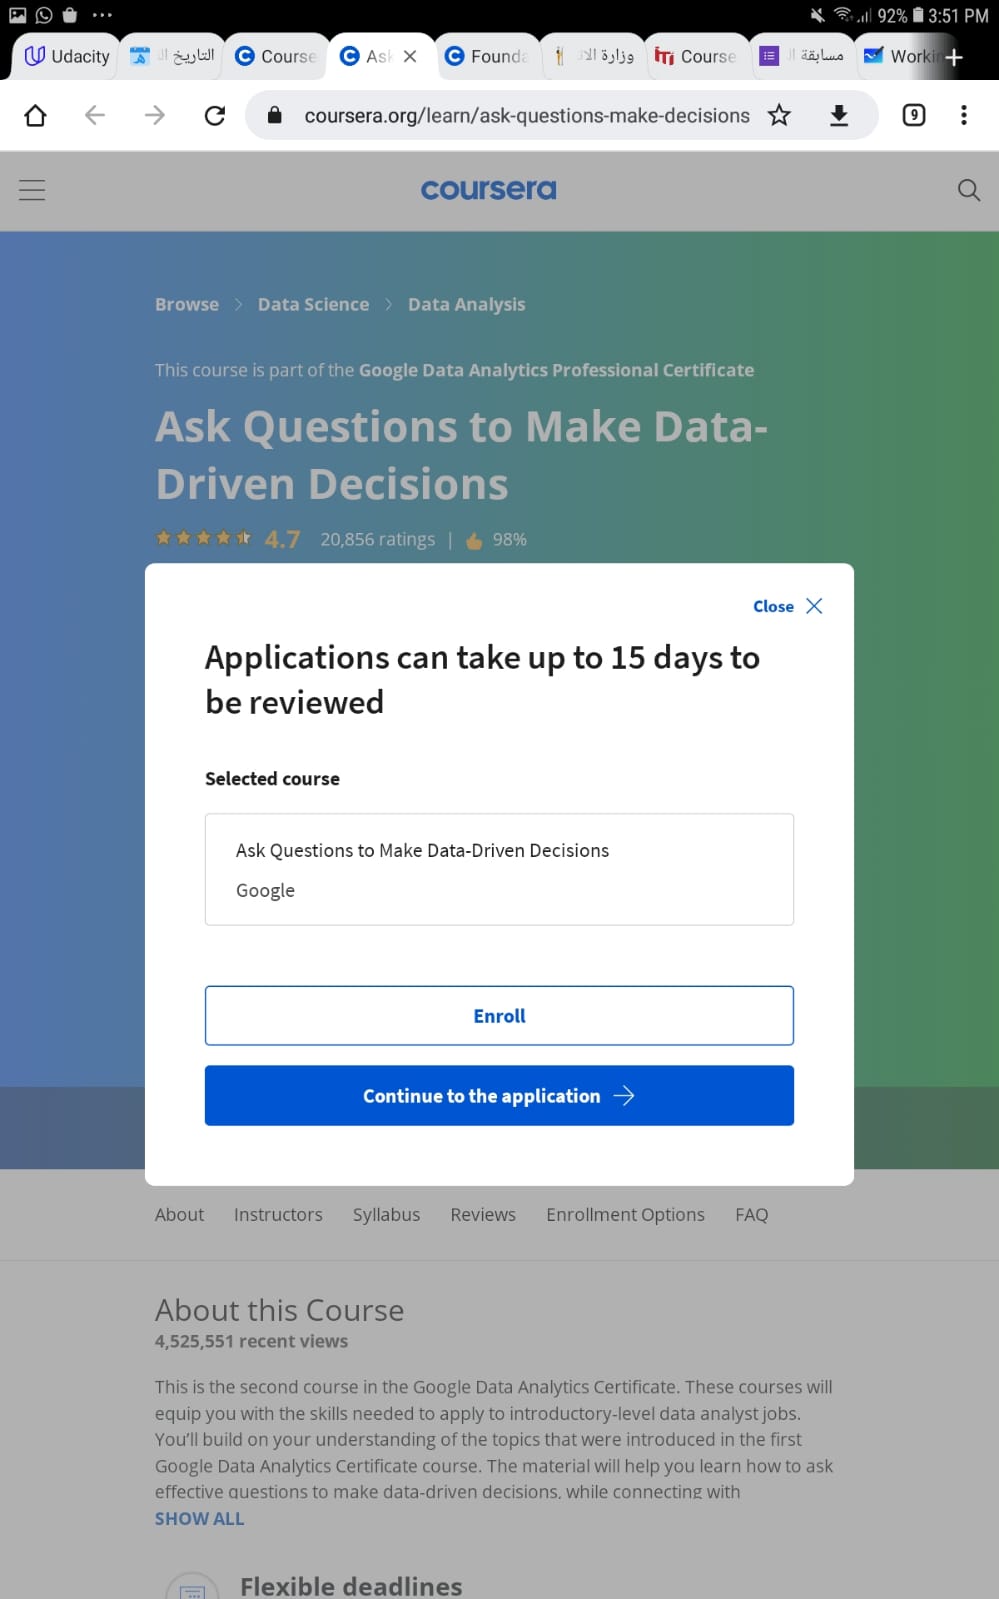 92% 3:51 PM
Udacity
التاريخ
Course
Ask
Founda
وزارة
Course
مسابقة
Workin
coursera.org/learn/ask-questions-make-decisions
9
coursera
Browse > Data Science > Data Analysis
This course is part of the Google Data Analytics Professional Certificate
Ask Questions to Make Data-
Driven Decisions
4.7 20,856 ratings | 98%
Close
Applications can take up to 15 days to
be reviewed
Selected course
Ask Questions to Make Data-Driven Decisions
Google
Enroll
Continue to the application
About Instructors Syllabus Reviews Enrollment Options FAQ
About this Course
4,525,551 recent views
This is the second course in the Google Data Analytics Certificate. These courses will
equip you with the skills needed to apply to introductory-level data analyst jobs.
You'll build on your understanding of the topics that were introduced in the first
Google Data Analytics Certificate course. The material will help you learn how to ask
effective questions to make data-driven decisions, while connecting with
SHOW ALL
Flexible deadlines